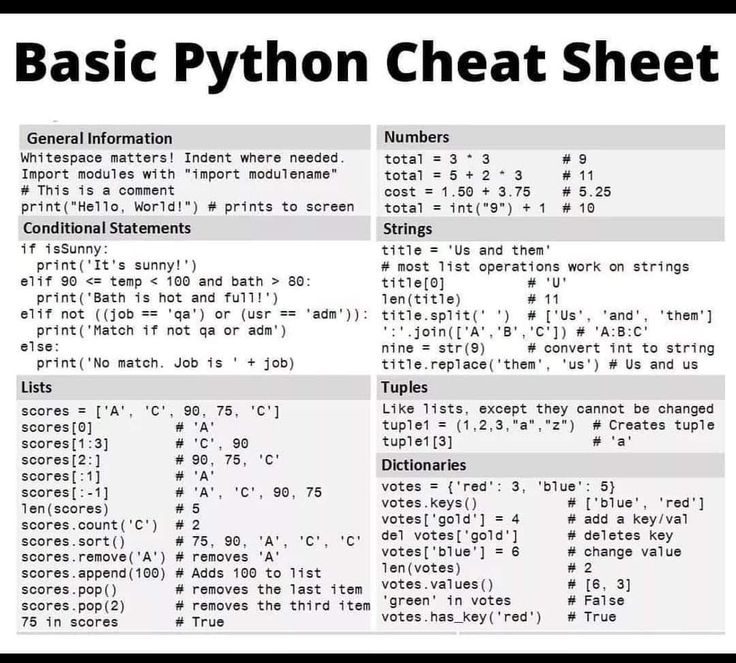 Basic Python Cheat Sheet
General Information
Whitespace matters! Indent where needed.
Import modules with "import modulename"
# This is a comment
print("Hello, World!") # prints to screen
Conditional Statements
if isSunny:
  print('It's sunny!')
elif 90 <= temp < 100 and bath > 80:
  print('Bath is hot and full!')
elif not ((job == 'qa') or (usr == 'adm')):
  print('Match if not qa or adm')
else:
  print('No match. Job is ' + job)
Lists
scores = ['A', 'C', 90, 75, 'C']
scores[0] # 'A'
scores[1:3] # 'C', 90
scores[2:] # 90, 75, 'C'
scores[:1] # 'A'
scores[:-1] # 'A', 'C', 90, 75
len(scores) # 5
scores.count('C') # 2
scores.sort() # 75, 90, 'A', 'C', 'C'
scores.remove('A') # removes 'A'
scores.append(100) # Adds 100 to list
scores.pop() # removes the last item
scores.pop(2) # removes the third item
75 in scores # True
Numbers
total = 3 * 3 # 9
total = 5 + 2 * 3 # 11
cost = 1.50 + 3.75 # 5.25
total = int("9") + 1 # 10
Strings
title = 'Us and them'
# most list operations work on strings
title[0] # 'U'
len(title) # 11
title.split(' ') # ['Us', 'and', 'them']
':'.join(['A','B','C']) # 'A:B:C'
nine = str(9) # convert int to string
title.replace('them', 'us') # Us and us
Tuples
Like lists, except they cannot be changed
tuple1 = (1,2,3,"a","z") # Creates tuple
tuple1[3] # 'a'
Dictionaries
votes = {'red': 3, 'blue': 5}
votes.keys() # ['blue', 'red']
votes['gold'] = 4 # add a key/val
del votes['gold'] # deletes key
votes['blue'] = 6 # change value
len(votes) # 2
votes.values() # [6, 3]
'green' in votes # False
votes.has_key('red') # True